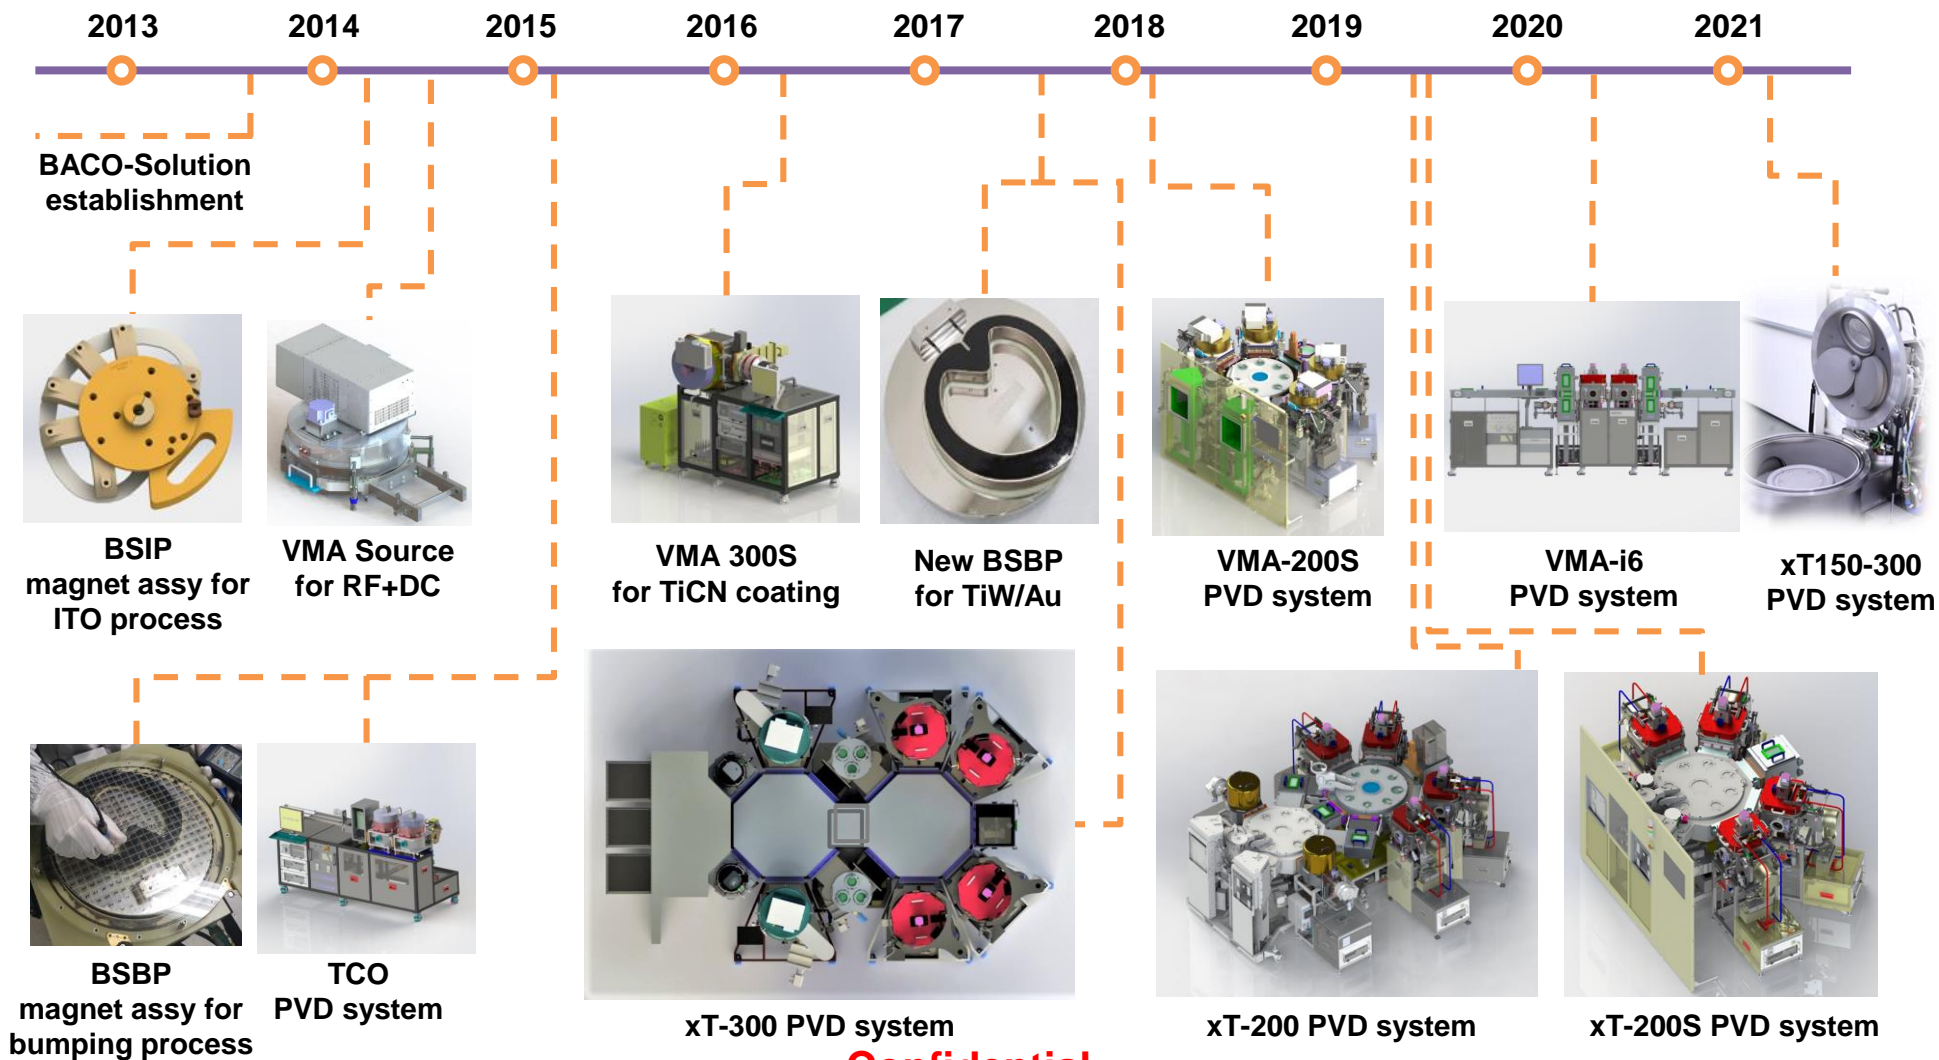 2013
2014
2015
2016
2017
2018
2019
2020
2021
BACO-Solution
establishment
BSIP
magnet assy for
ITO process
VMA Source
for RF+DC
VMA 300S
for TiCN coating
New BSBP
for TiW/Au
VMA-200S
PVD system
VMA-i6
PVD system
xT150-300
PVD system
BSBP
magnet assy for
bumping process
TCO
PVD system
xT-300 PVD system
xT-200 PVD system
xT-200S PVD system
Confidential